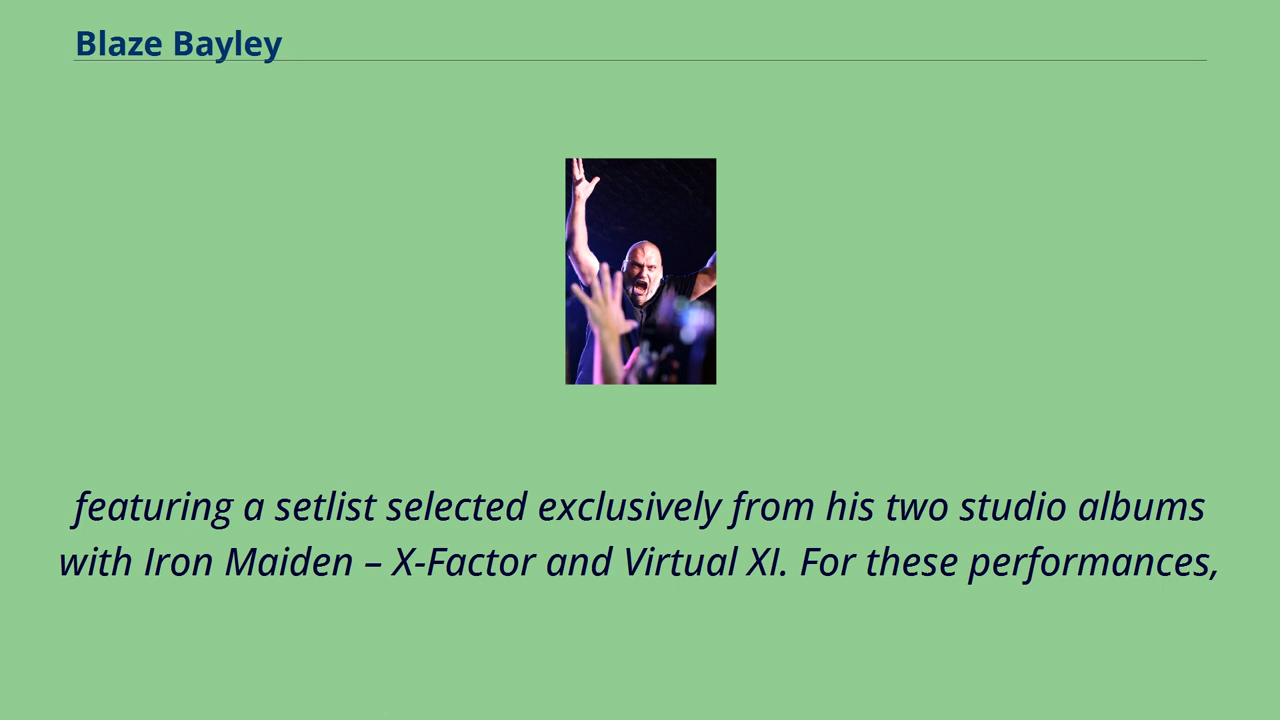 Blaze Bayley
featuring a setlist selected exclusively from his two studio albums
with Iron Maiden – X-Factor and Virtual XI. For these performances,